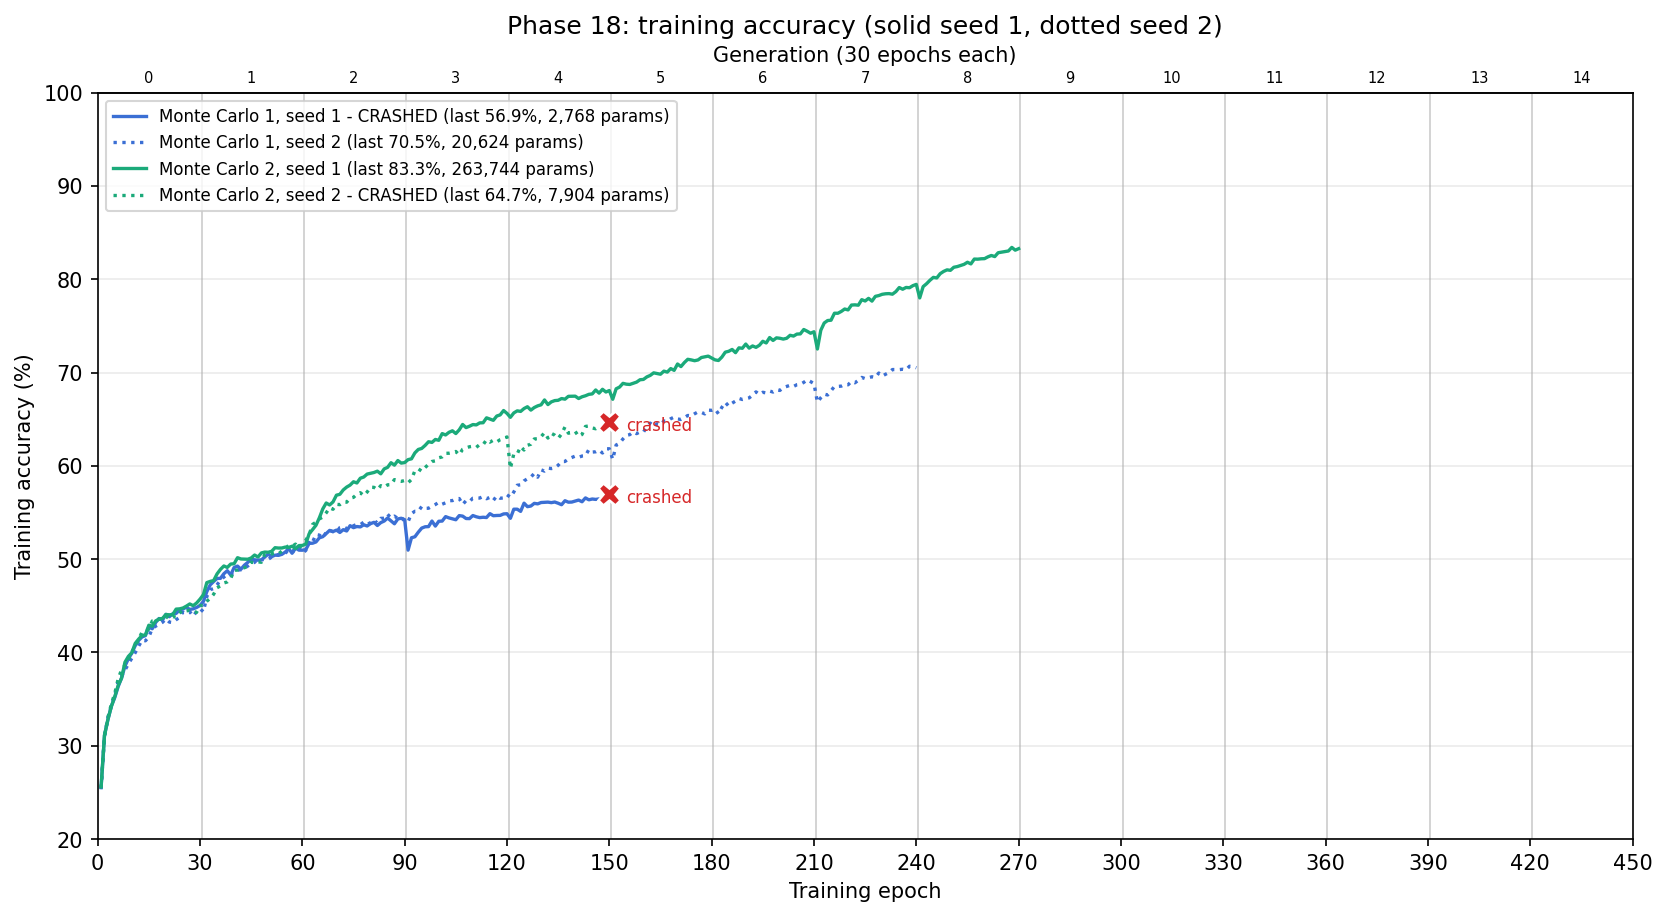 Phase 18: training accuracy (solid seed 1, dotted seed 2)
Generation (30 epochs each)
0 1 2 3 4 5 6 7 8 9 10 11 12 13 14
Monte Carlo 1, seed 1 - CRASHED (last 56.9%, 2,768 params)
Monte Carlo 1, seed 2 (last 70.5%, 20,624 params)
Monte Carlo 2, seed 1 (last 83.3%, 263,744 params)
Monte Carlo 2, seed 2 - CRASHED (last 64.7%, 7,904 params)
100
90
80
70
60
50
40
30
20
Training accuracy (%)
crashed
crashed
0 30 60 90 120 150 180 210 240 270 300 330 360 390 420 450
Training epoch